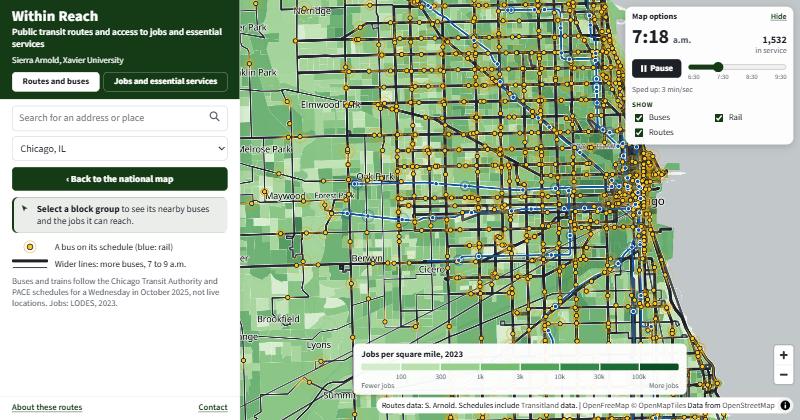 Within Reach
Public transit routes and access to jobs and essential
services
Sierra Arnold, Xavier University
Routes and buses
Jobs and essential services
Search for an address or place
Chicago, IL
‹ Back to the national map
Select a block group to see its nearby buses
and the jobs it can reach.
A bus on its schedule (blue: rail)
Wider lines: more buses, 7 to 9 a.m.
Buses and trains follow the Chicago Transit Authority and
PACE schedules for a Wednesday in October 2025, not live
locations. Jobs: LODES, 2023.
About these routes
Contact
Norridge
er Park
klin Park
Elmwood Park
Melrose Park
Oak Park
Maywood
Forest Park
Berwyn
Cicero
Brookfield
Lyons
Summi
go
Map options
Hide
7:18 a.m.
1,532
in service
Pause
6:30
7:30
8:30
9:30
Sped up: 3 min/sec
SHOW
Buses
Rail
Routes
Jobs per square mile, 2023
100
300
1k
3k
10k
30k
100k
Fewer jobs
More jobs
+
−
Routes data: S. Arnold. Schedules include Transitland data. | OpenFreeMap © OpenMapTiles Data from OpenStreetMap